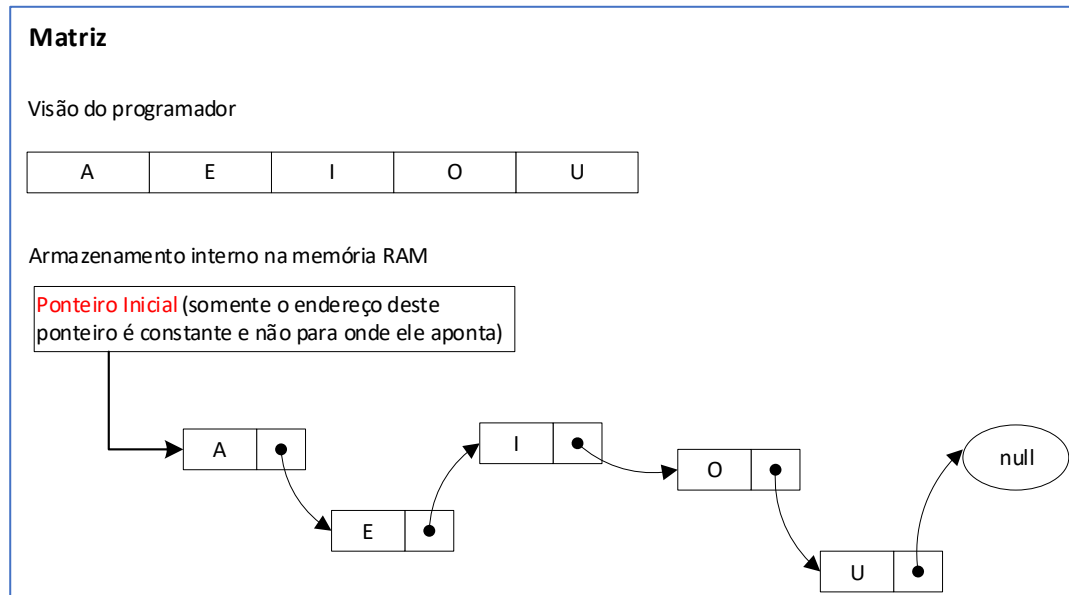 Matriz
Visão do programador
A E I O U
Armazenamento interno na memória RAM
Ponteiro Inicial (somente o endereço deste
ponteiro é constante e não para onde ele aponta)
A
E
I
O
U
null